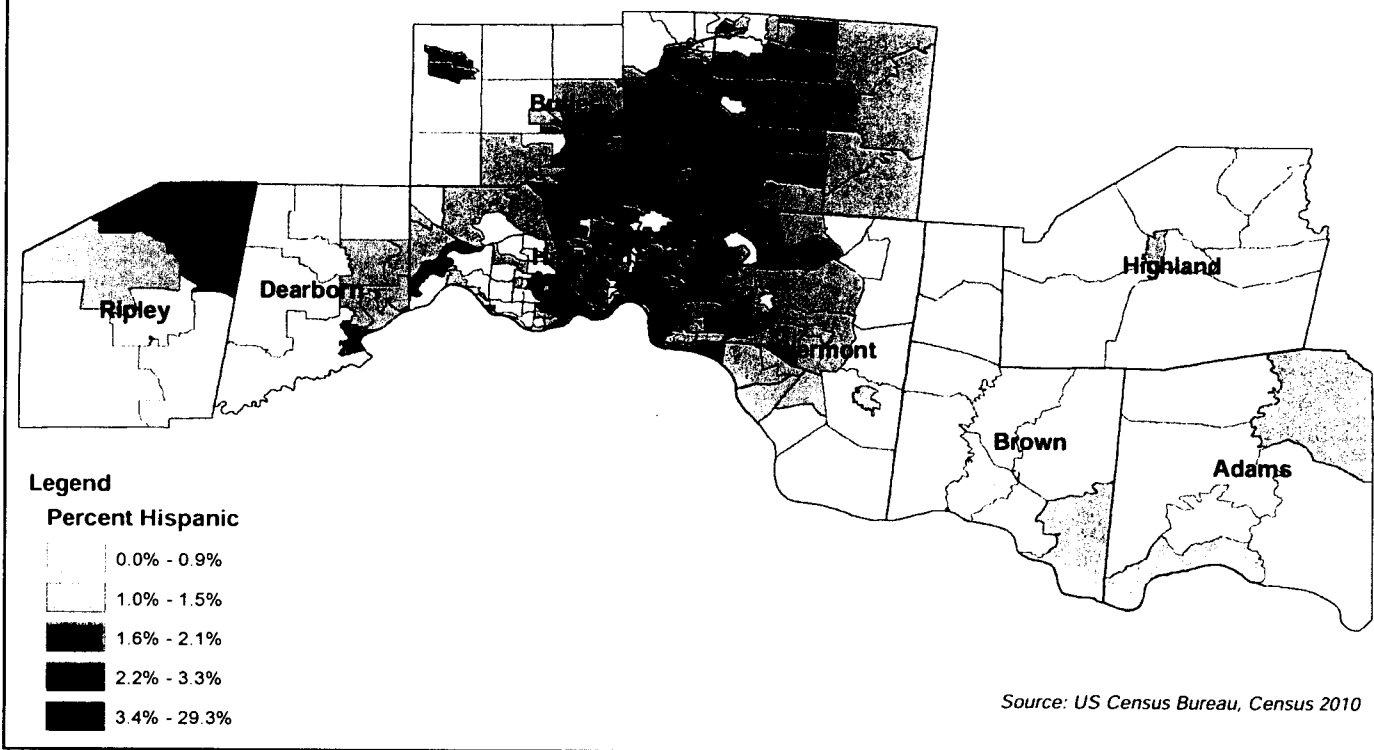 Highland
Dearborn
Ripley
Brown
Adams
Legend
Percent Hispanic
0.0% - 0.9%
1.0% - 1.5%
1.6% - 2.1%
2.2% - 3.3%
3.4% - 29.3%
Source: US Census Bureau, Census 2010